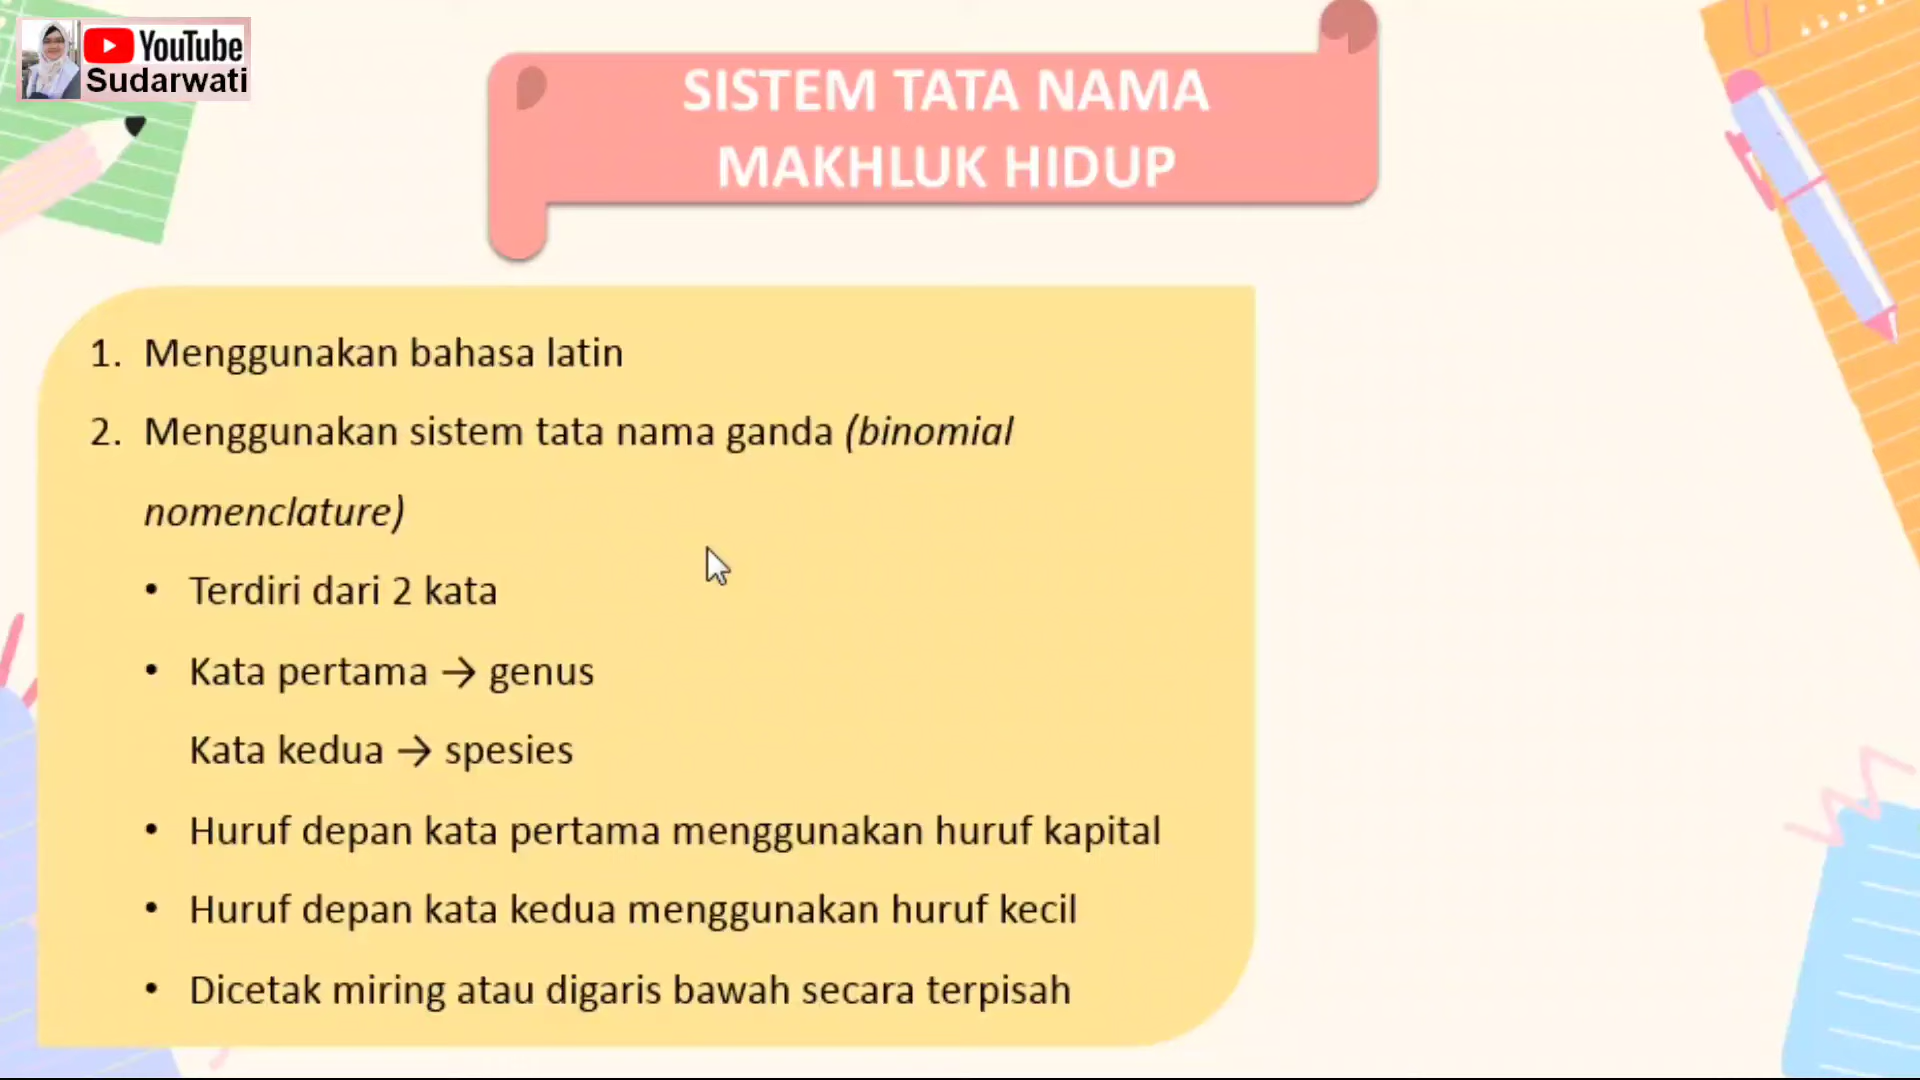 YouTube
Sudarwati
SISTEM TATA NAMA
MAKHLUK HIDUP
1. Menggunakan bahasa latin
2. Menggunakan sistem tata nama ganda (binomial
nomenclature)
• Terdiri dari 2 kata
• Kata pertama → genus
Kata kedua → spesies
• Huruf depan kata pertama menggunakan huruf kapital
• Huruf depan kata kedua menggunakan huruf kecil
• Dicetak miring atau digaris bawah secara terpisah